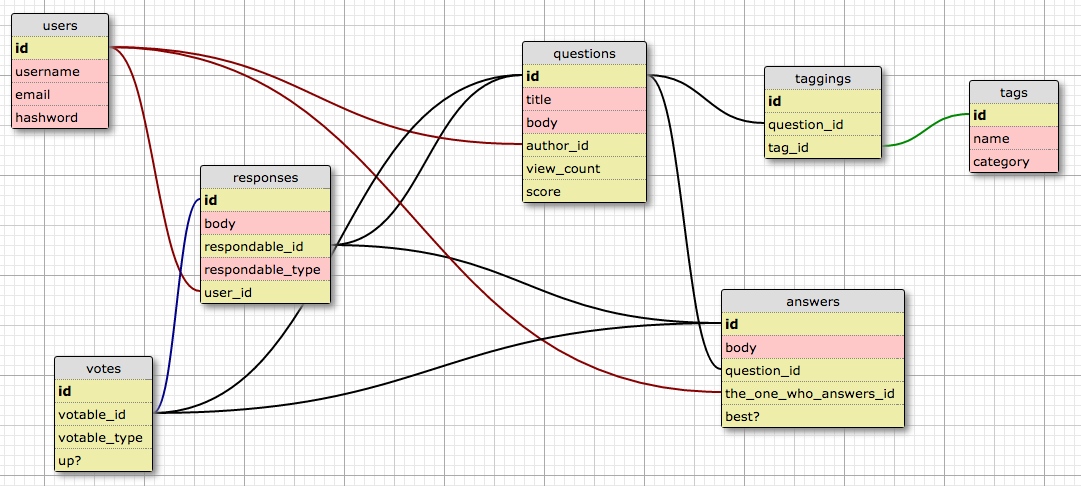 users
id
username
email
hashword
questions
id
title
body
author_id
view_count
score
taggings
id
question_id
tag_id
tags
id
name
category
responses
id
body
respondable_id
respondable_type
user_id
answers
id
body
question_id
the_one_who_answers_id
best?
votes
id
votable_id
votable_type
up?